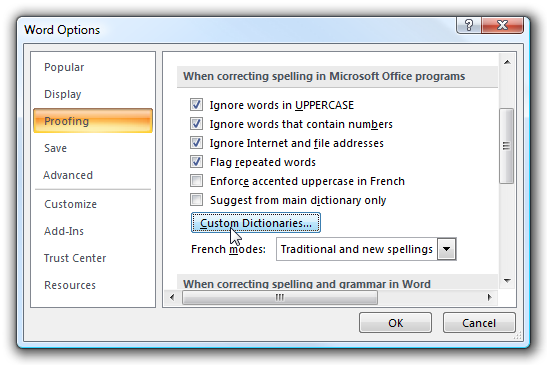 Word Options
Popular
Display
Proofing
Save
Advanced
Customize
Add-Ins
Trust Center
Resources
When correcting spelling in Microsoft Office programs
Ignore words in UPPERCASE
Ignore words that contain numbers
Ignore Internet and file addresses
Flag repeated words
Enforce accented uppercase in French
Suggest from main dictionary only
Custom Dictionaries...
French modes: Traditional and new spellings
When correcting spelling and grammar in Word
OK Cancel